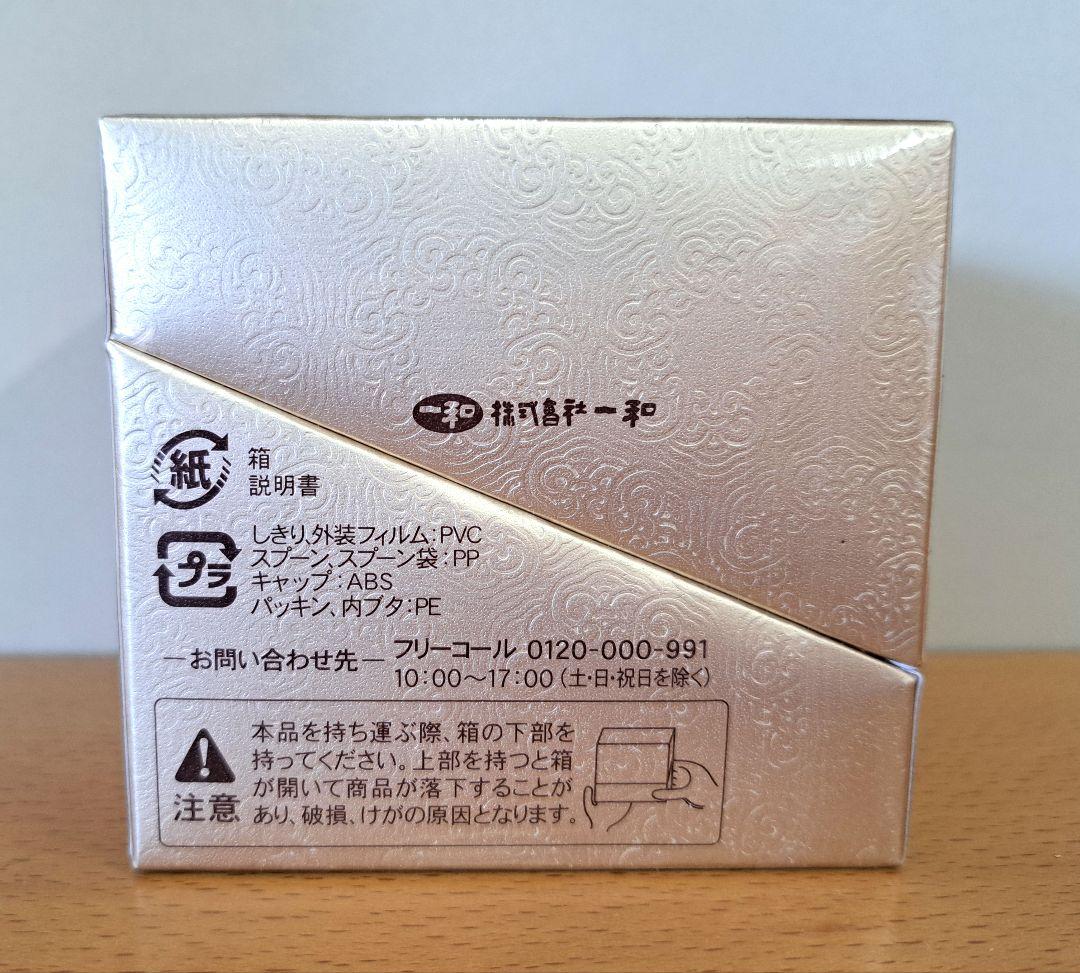 一和 株式會社 一和
紙 箱
説明書
プラ しきり、外装フィルム:PVC
スプーン、スプーン袋:PP
キャップ:ABS
パッキン、内ブタ:PE
―お問い合わせ先― フリーコール 0120-000-991
10:00~17:00(土・日・祝日を除く)
注意
本品を持ち運ぶ際、箱の下部を
持ってください。上部を持つと箱
が開いて商品が落下することが
あり、破損、けがの原因となります。